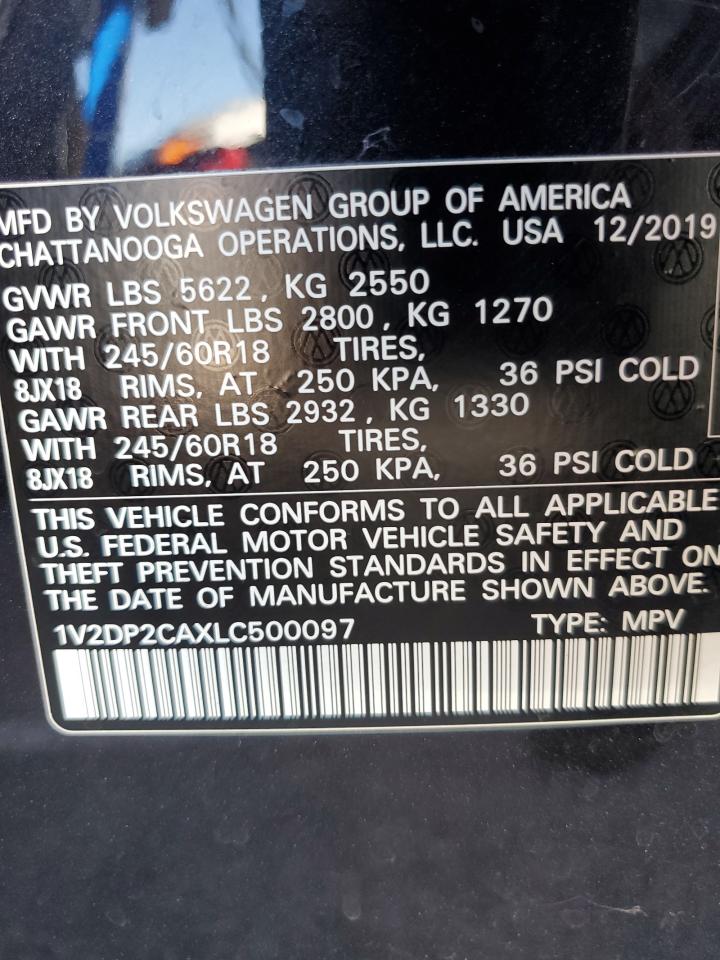 MFD BY VOLKSWAGEN GROUP OF AMERICA
CHATTANOOGA OPERATIONS, LLC. USA 12/2019
GVWR LBS 5622, KG 2550
GAWR FRONT LBS 2800, KG 1270
WITH 245/60R18 TIRES,
8JX18 RIMS, AT 250 KPA, 36 PSI COLD
GAWR REAR LBS 2932, KG 1330
WITH 245/60R18 TIRES,
8JX18 RIMS, AT 250 KPA, 36 PSI COLD
THIS VEHICLE CONFORMS TO ALL APPLICABLE
U.S. FEDERAL MOTOR VEHICLE SAFETY AND
THEFT PREVENTION STANDARDS IN EFFECT ON
THE DATE OF MANUFACTURE SHOWN ABOVE.
1V2DP2CAXLC500097 TYPE: MPV